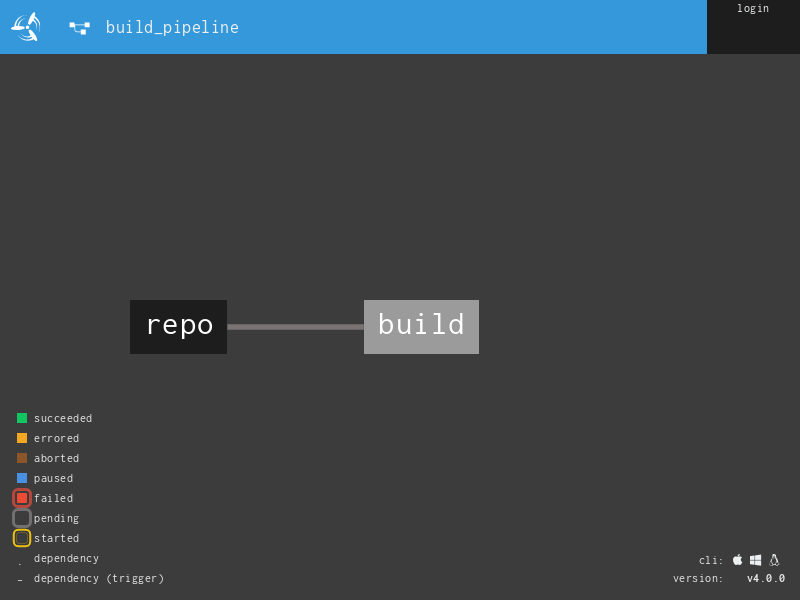 build_pipeline
login
repo
build
succeeded
errored
aborted
paused
failed
pending
started
dependency
dependency (trigger)
cli:
version: v4.0.0